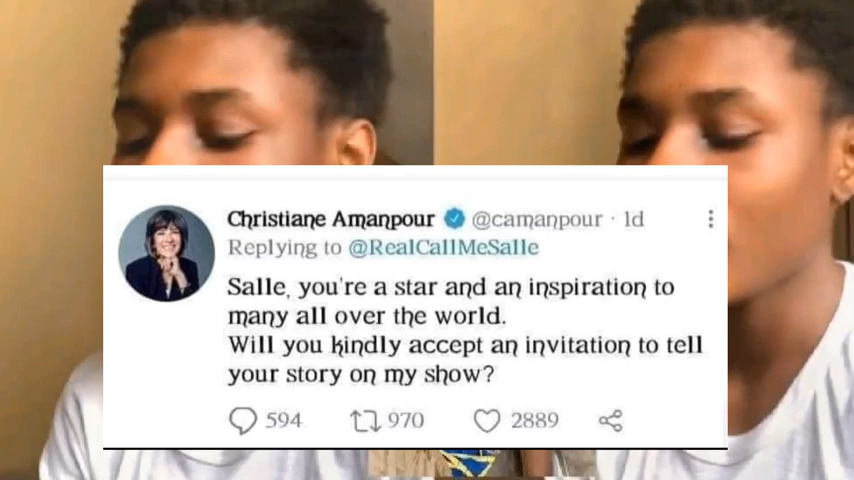 Christiane Amanpour @camanpour · 1d
Replying to @RealCallMeSalle
Salle, you're a star and an inspiration to
many all over the world.
Will you kindly accept an invitation to tell
your story on my show?
594 970 2889